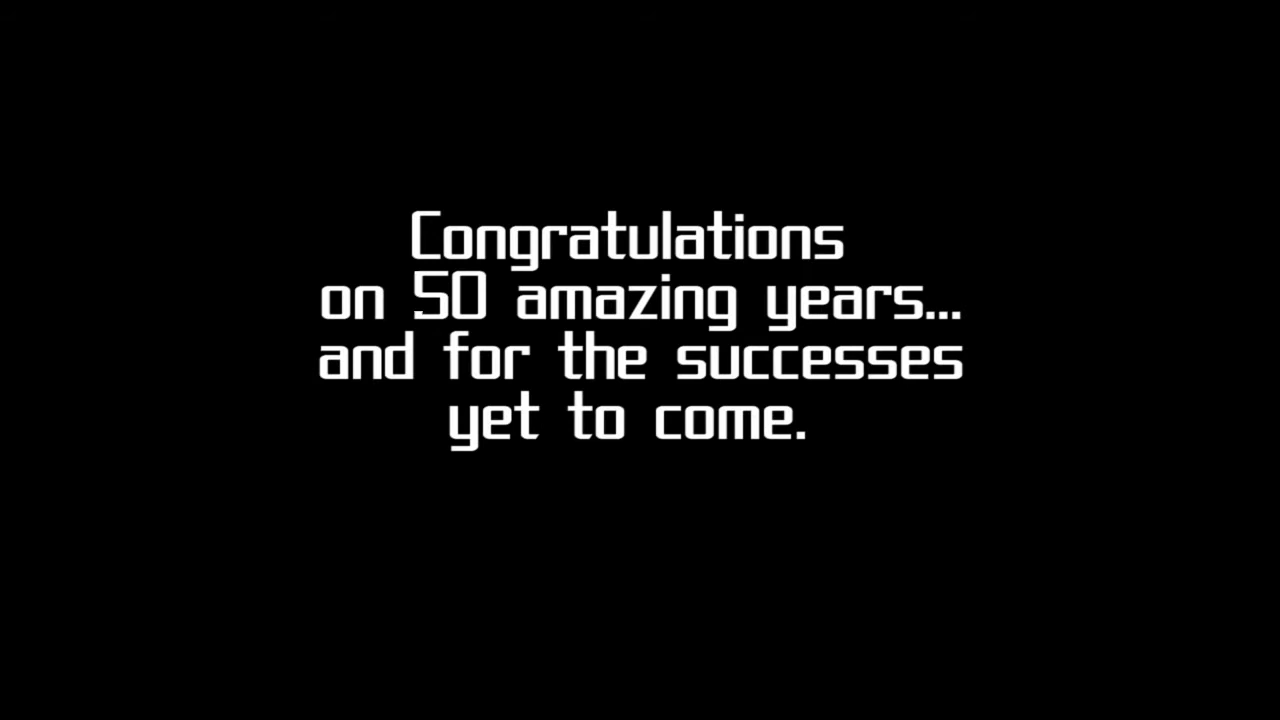 Congratulations
on 50 amazing years...
and for the successes
yet to come.